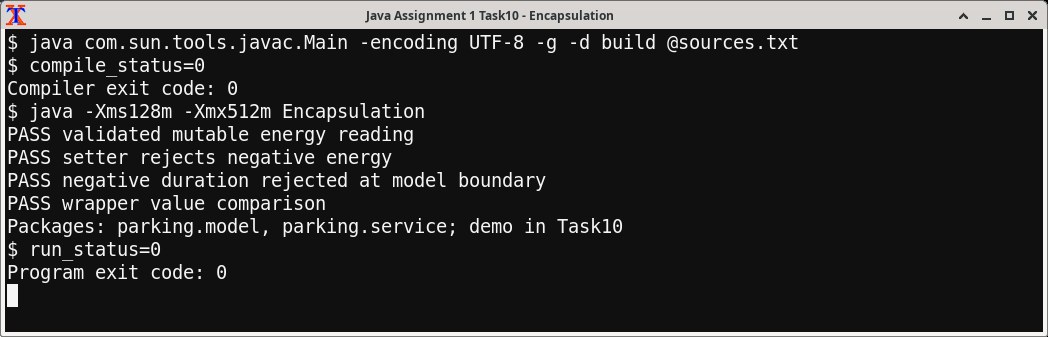 Java Assignment 1 Task10 - Encapsulation
$ java com.sun.tools.javac.Main -encoding UTF-8 -g -d build @sources.txt
$ compile_status=0
Compiler exit code: 0
$ java -Xms128m -Xmx512m Encapsulation
PASS validated mutable energy reading
PASS setter rejects negative energy
PASS negative duration rejected at model boundary
PASS wrapper value comparison
Packages: parking.model, parking.service; demo in Task10
$ run_status=0
Program exit code: 0